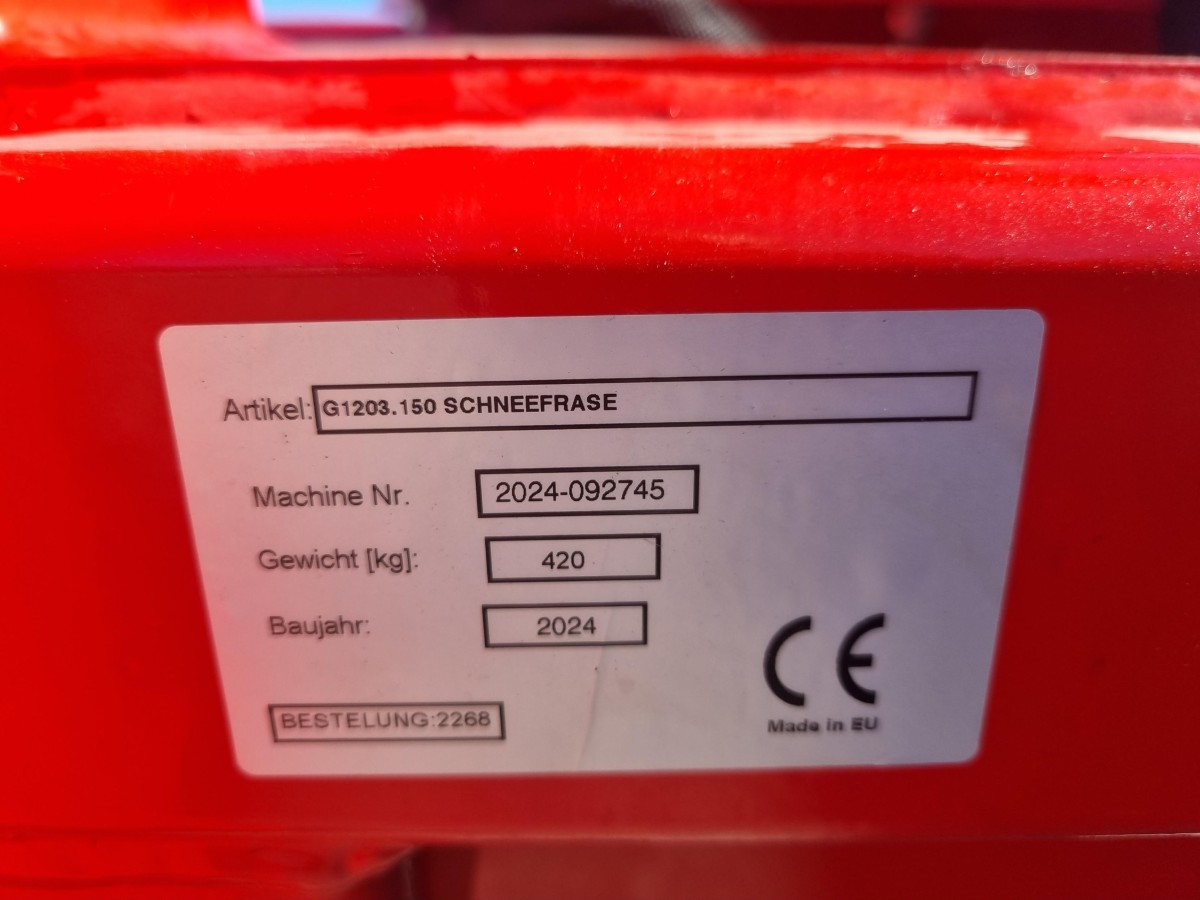 Artikel: G1203.150 SCHNEEFRASE
Machine Nr. 2024-092745
Gewicht [kg]: 420
Baujahr: 2024
CE
BESTELUNG:2268
Made in EU